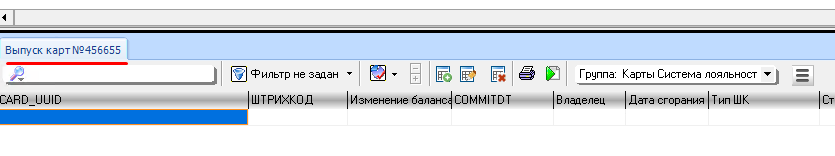 Выпуск карт №456655
Фильтр не задан Группа: Карты Система лояльност
CARD_UUID ШТРИХКОД Изменение баланса COMMITDT Владелец Дата сгорания Тип ШК Ст